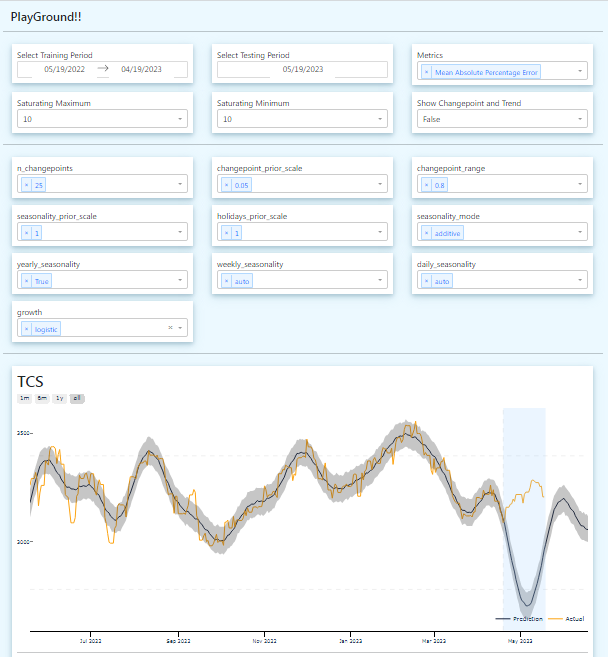 PlayGround!!
Select Training Period
05/19/2022 → 04/19/2023
Select Testing Period
05/19/2023
Metrics
× Mean Absolute Percentage Error
Saturating Maximum
10
Saturating Minimum
10
Show Changepoint and Trend
False
n_changepoints
× 25
changepoint_prior_scale
× 0.05
changepoint_range
× 0.8
seasonality_prior_scale
× 1
holidays_prior_scale
× 1
seasonality_mode
× additive
yearly_seasonality
× True
weekly_seasonality
× auto
daily_seasonality
× auto
growth
× logistic ×
TCS
1m 6m 1y all
3500
3000
Prediction Actual
Jul 2022 Sep 2022 Nov 2022 Jan 2023 Mar 2023 May 2023